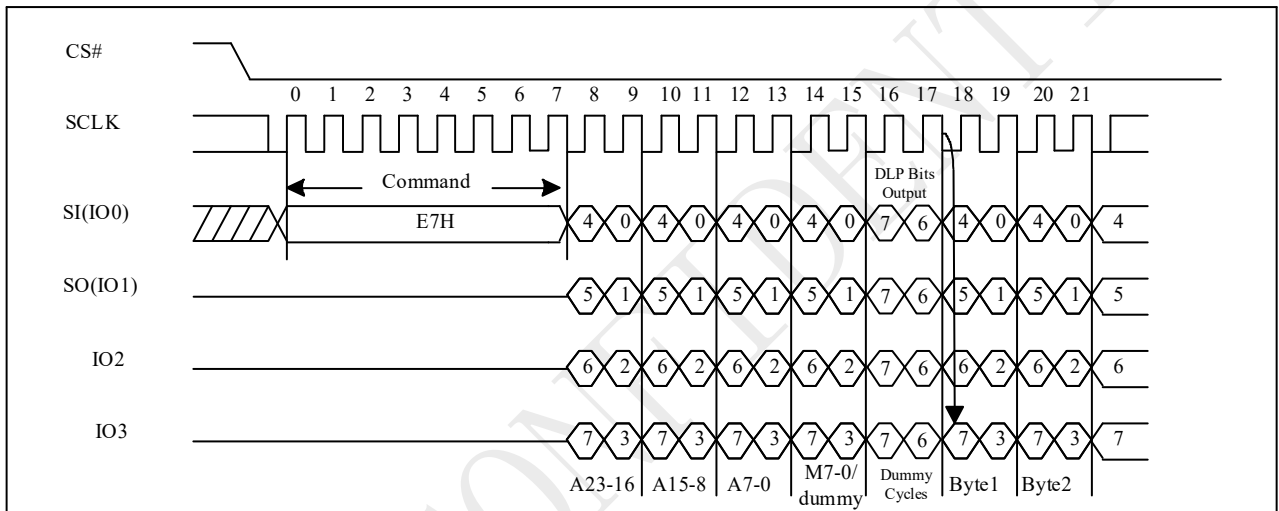 CS#
0 1 2 3 4 5 6 7 8 9 10 11 12 13 14 15 16 17 18 19 20 21
SCLK
Command
DLP Bits
Output
SI(IO0)
E7H
4 0 4 0 4 0 4 0 7 6 4 0 4 0 4
SO(IO1)
5 1 5 1 5 1 5 1 7 6 5 1 5 1 5
IO2
6 2 6 2 6 2 6 2 7 6 6 2 6 2 6
IO3
7 3 7 3 7 3 7 3 7 6 7 3 7 3 7
A23-16 A15-8 A7-0 M7-0/
dummy
Dummy
Cycles
Byte1 Byte2